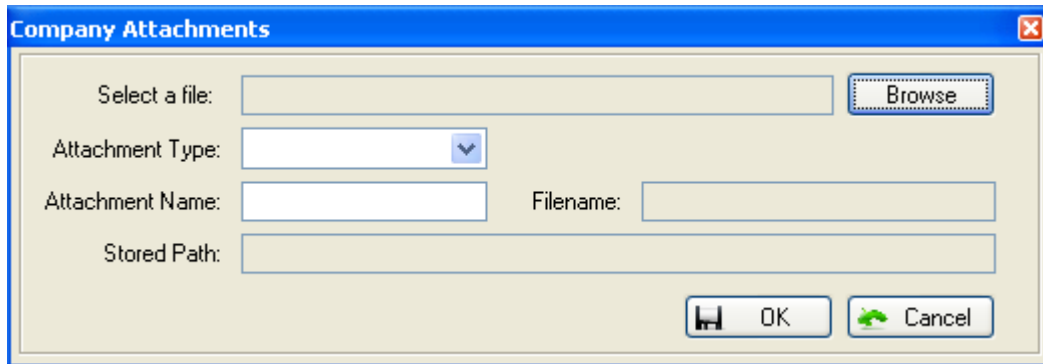 Company Attachments
Select a file: Browse
Attachment Type:
Attachment Name: Filename:
Stored Path:
OK Cancel